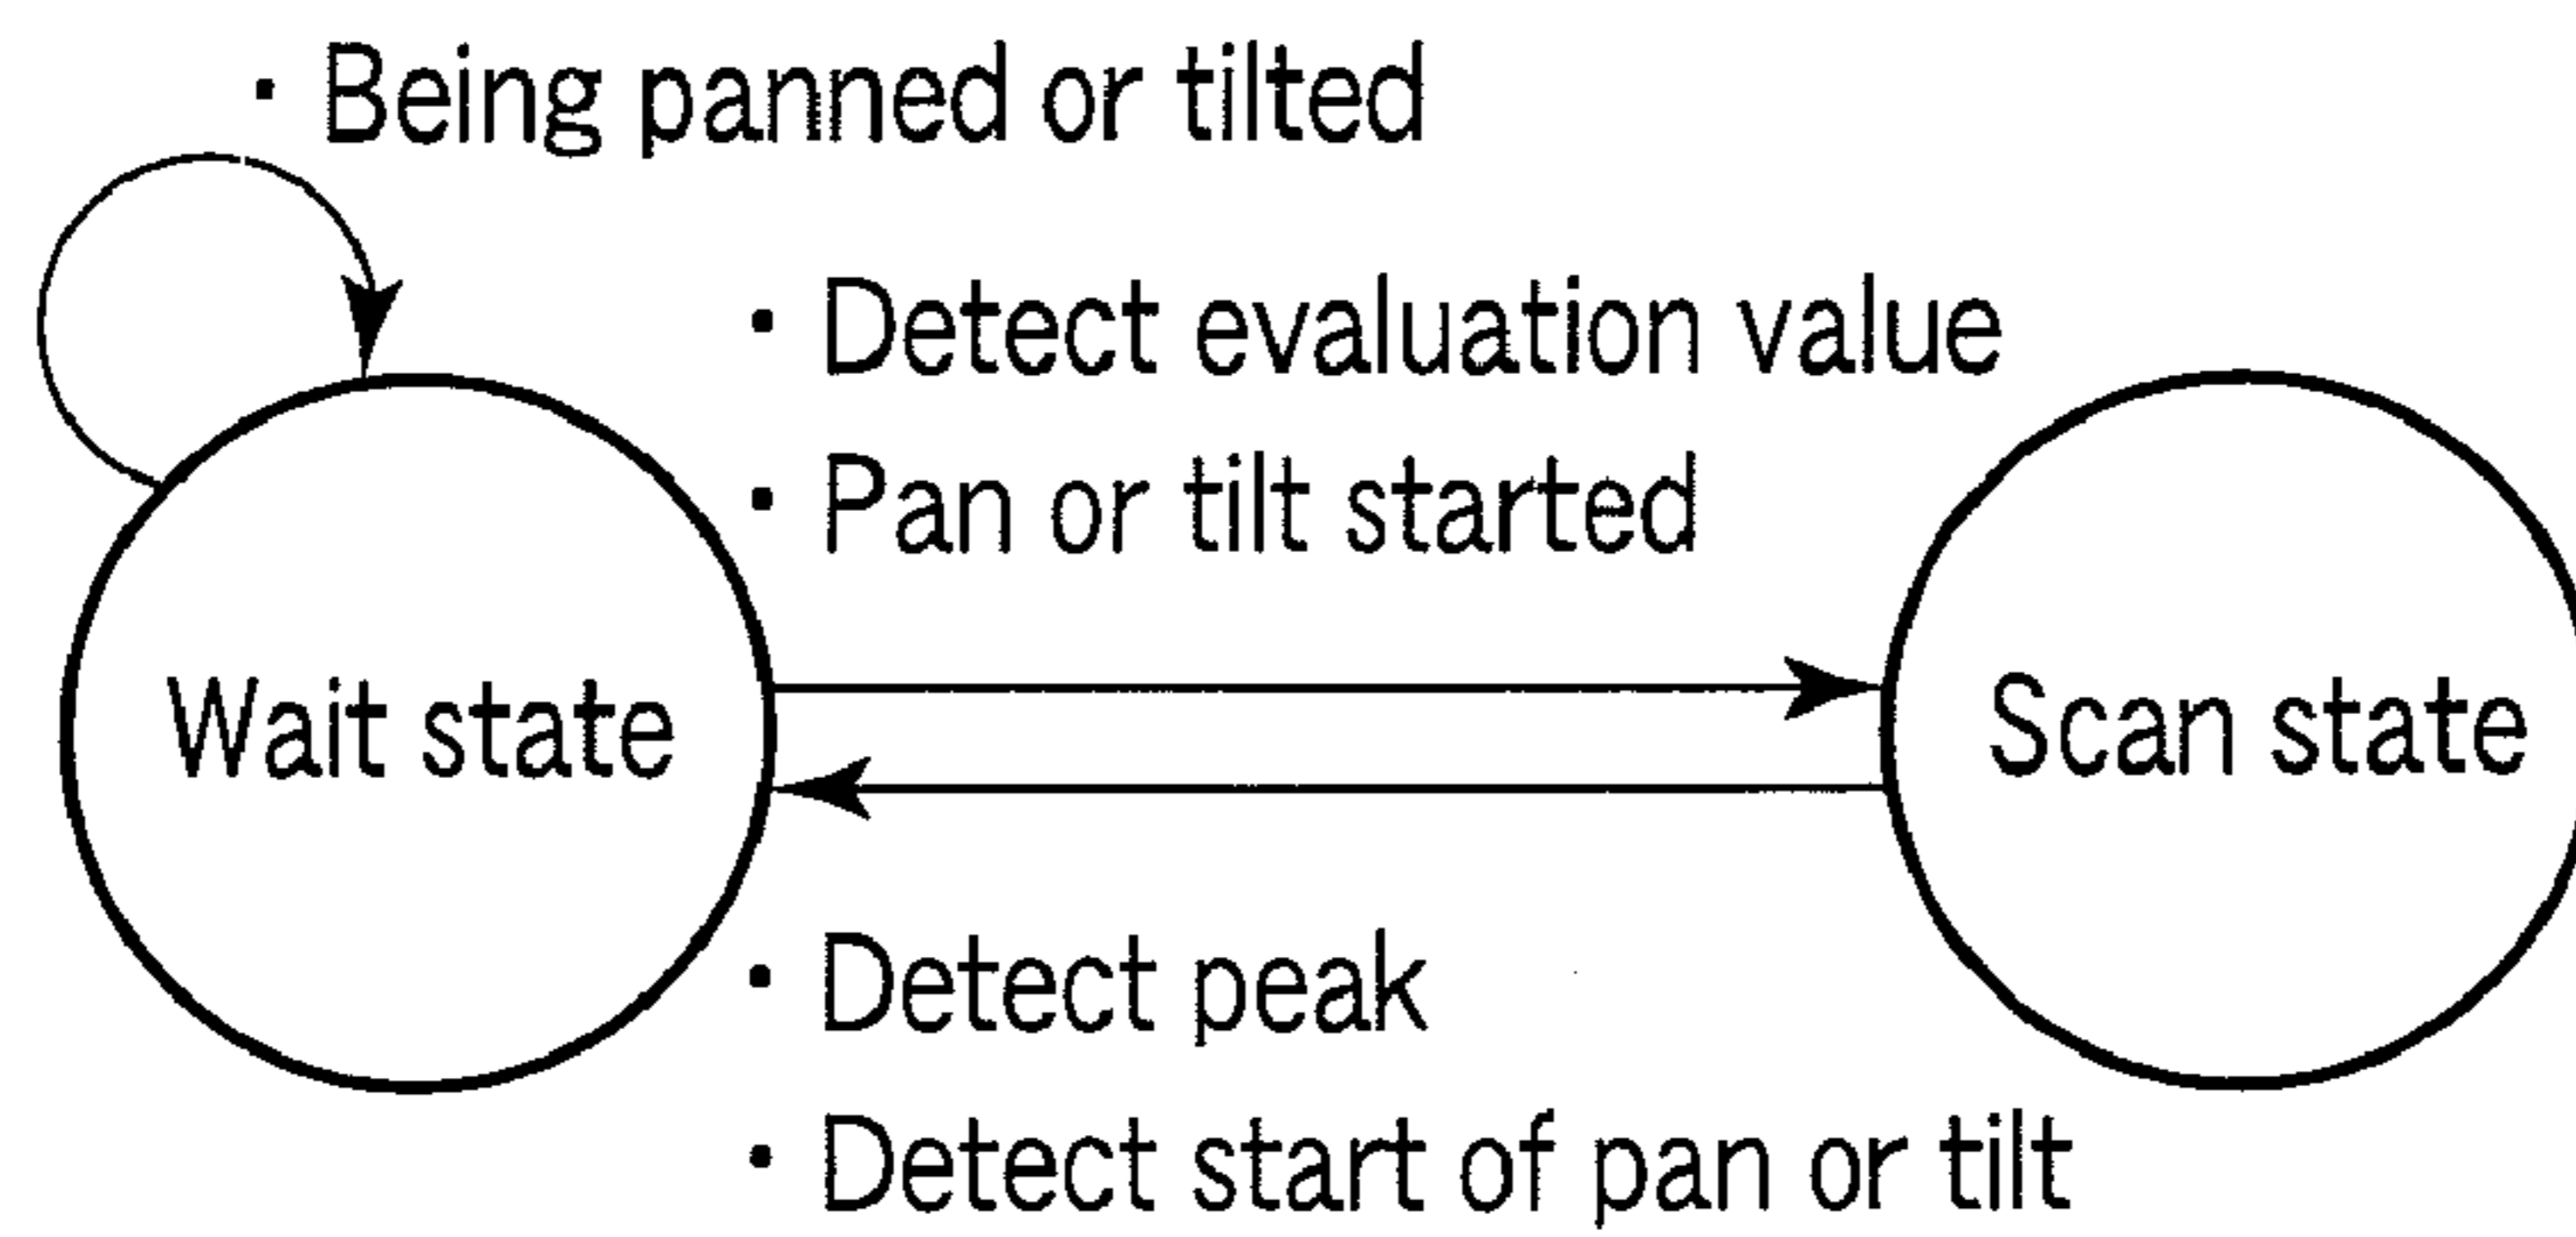 · Being panned or tilted
· Detect evaluation value
· Pan or tilt started
Wait state
Scan state
· Detect peak
· Detect start of pan or tilt